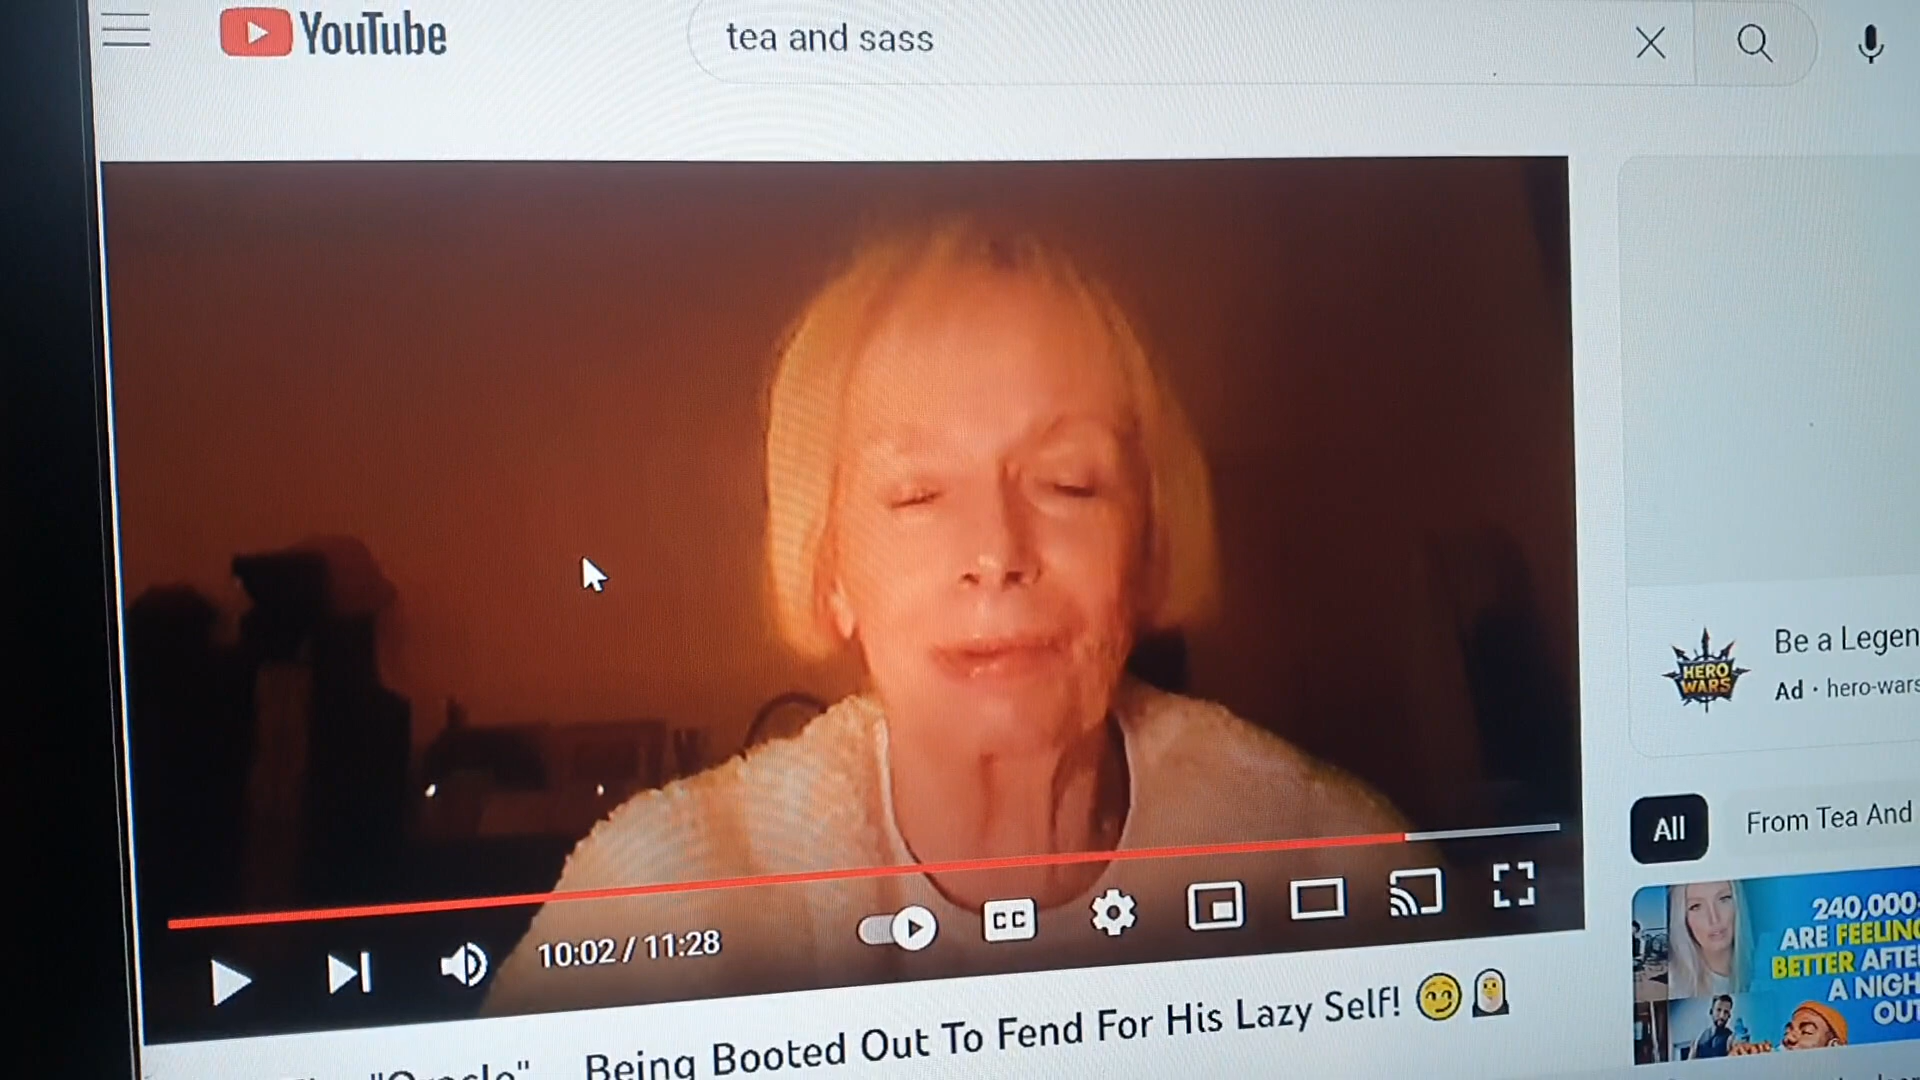 YouTube
tea and sass
10:02 / 11:28
CC
Being Booted Out To Fend For His Lazy Self! 😏
HERO
WARS
Be a Legen
Ad · hero-wars
All
From Tea And
240,000
ARE FEELING
BETTER AFTE
A NIGH
OUT